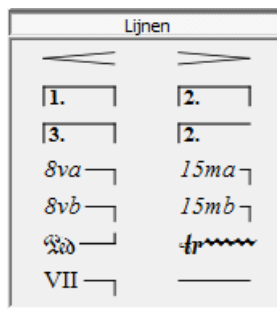 Lijnen
1. 2.
3. 2.
8va 15ma
8vb 15mb
Ped tr
VII